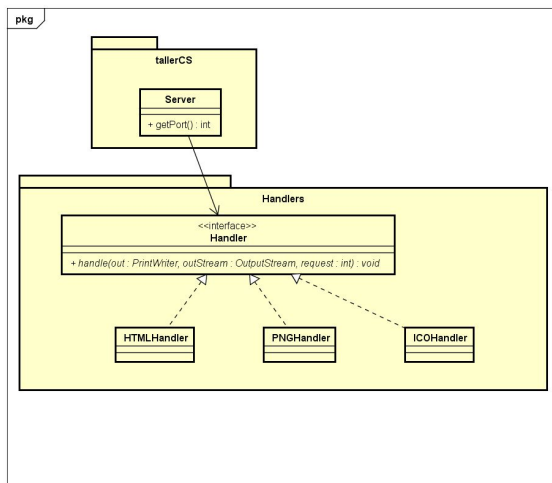 pkg
tallerCS
Server
+ getPort() : int
Handlers
<<interface>>
Handler
+ handle(out : PrintWriter, outStream : OutputStream, request : int) : void
HTMLHandler
PNGHandler
ICOHandler